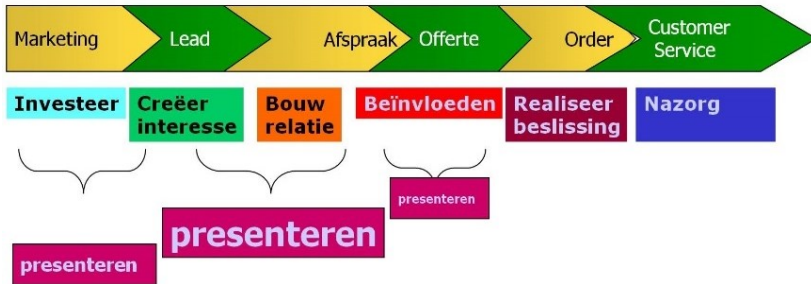 Marketing
Lead
Afspraak
Offerte
Order
Customer
Service
Investeer
Creëer
interesse
Bouw
relatie
Beïnvloeden
Realiseer
beslissing
Nazorg
presenteren
presenteren
presenteren